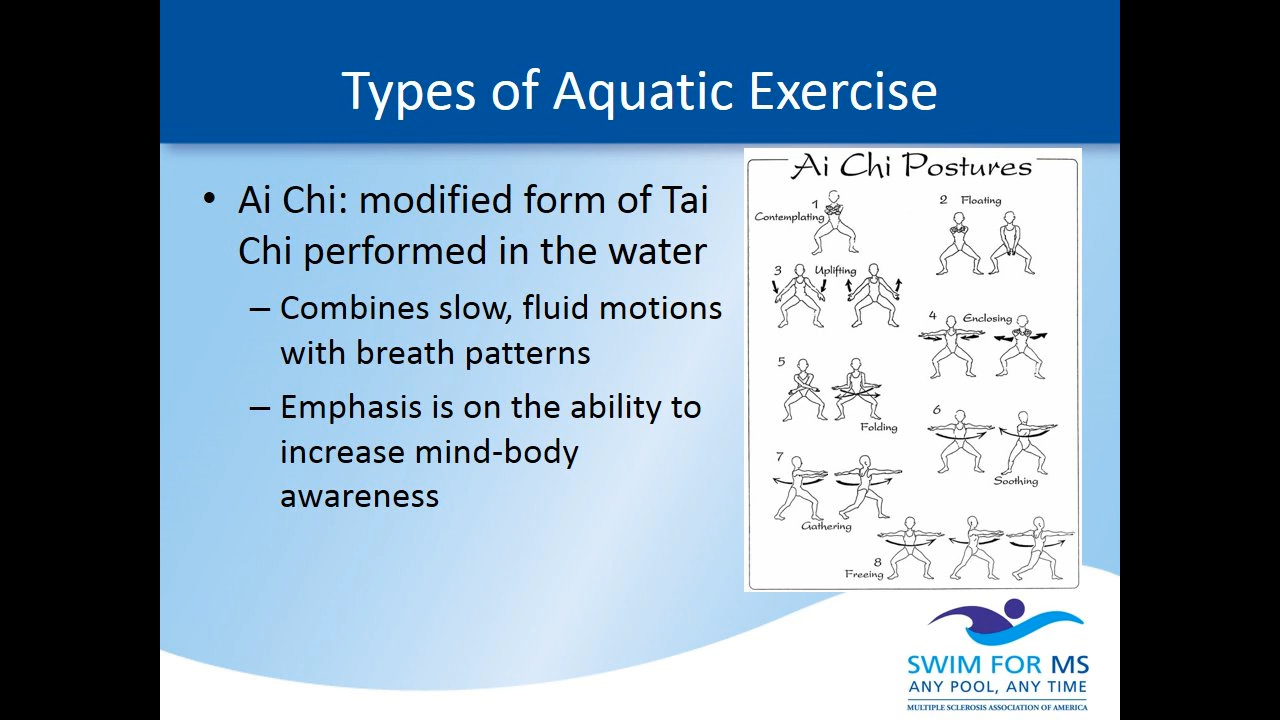 Types of Aquatic Exercise
• Ai Chi: modified form of Tai
Chi performed in the water
– Combines slow, fluid motions
with breath patterns
– Emphasis is on the ability to
increase mind-body
awareness
Ai Chi Postures
1
Contemplating
2 Floating
3 Uplifting
4 Enclosing
5
Folding
6
Soothing
7
Gathering
8
Freeing
SWIM FOR MS
ANY POOL, ANY TIME
MULTIPLE SCLEROSIS ASSOCIATION OF AMERICA